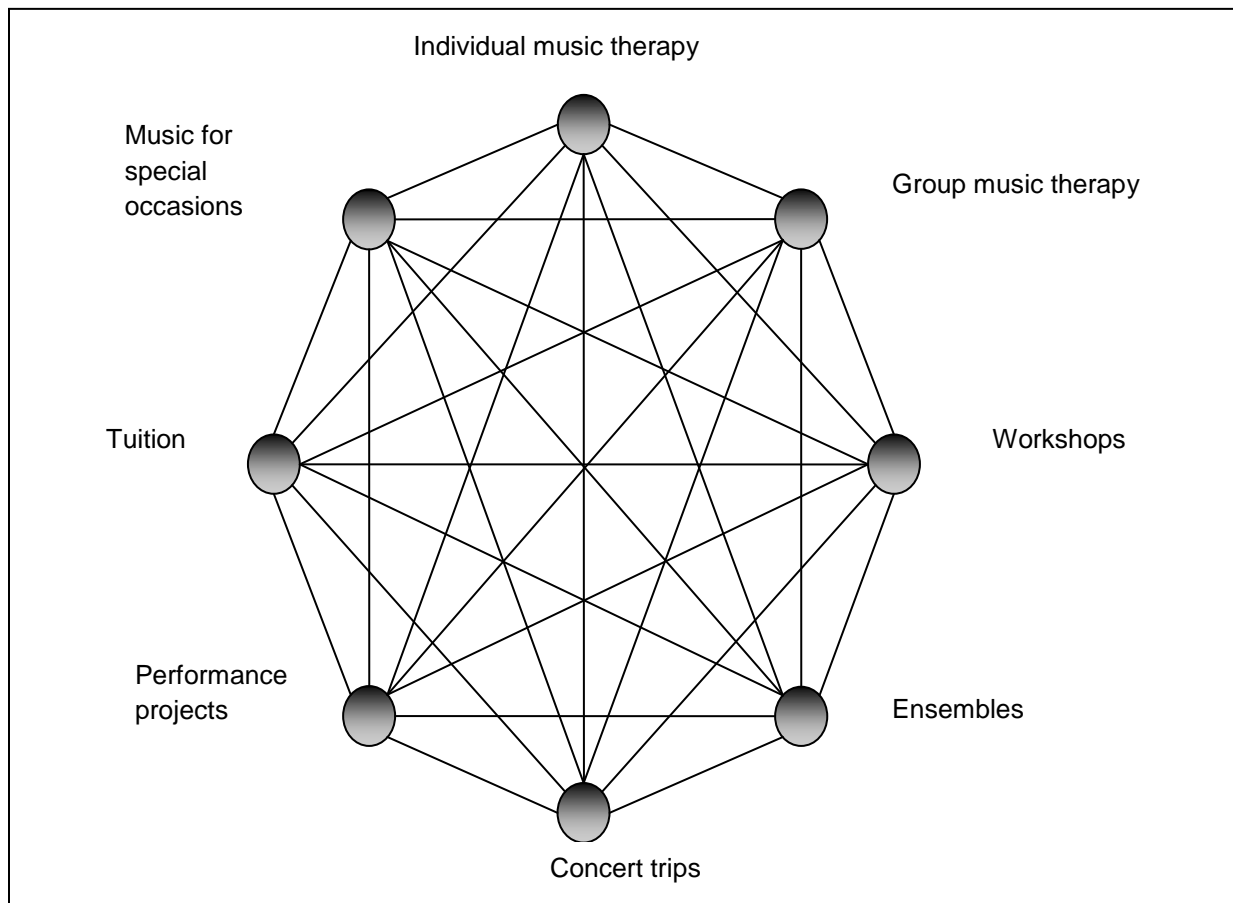 Individual music therapy
Music for
special
occasions
Group music therapy
Tuition
Workshops
Performance
projects
Ensembles
Concert trips